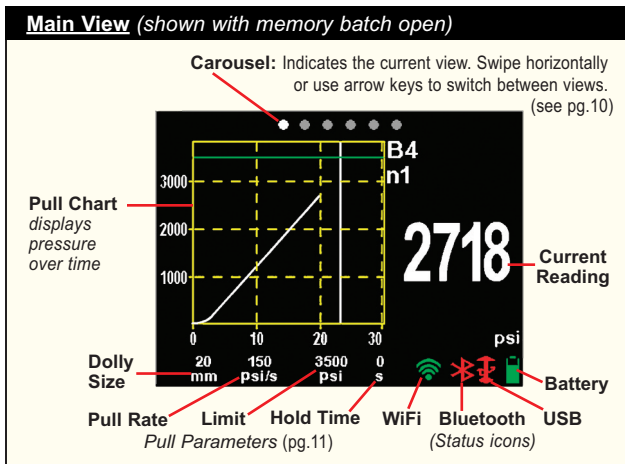 Main View (shown with memory batch open)
Carousel: Indicates the current view. Swipe horizontally
or use arrow keys to switch between views.
(see pg.10)
B4
n1
3000
2000
1000
0 10 20 30
Pull Chart
displays
pressure
over time
2718
Current
Reading
psi
20 150 3500 0
mm psi/s psi s
Dolly
Size
Battery
Pull Rate Limit Hold Time WiFi Bluetooth USB
Pull Parameters (pg.11) (Status icons)